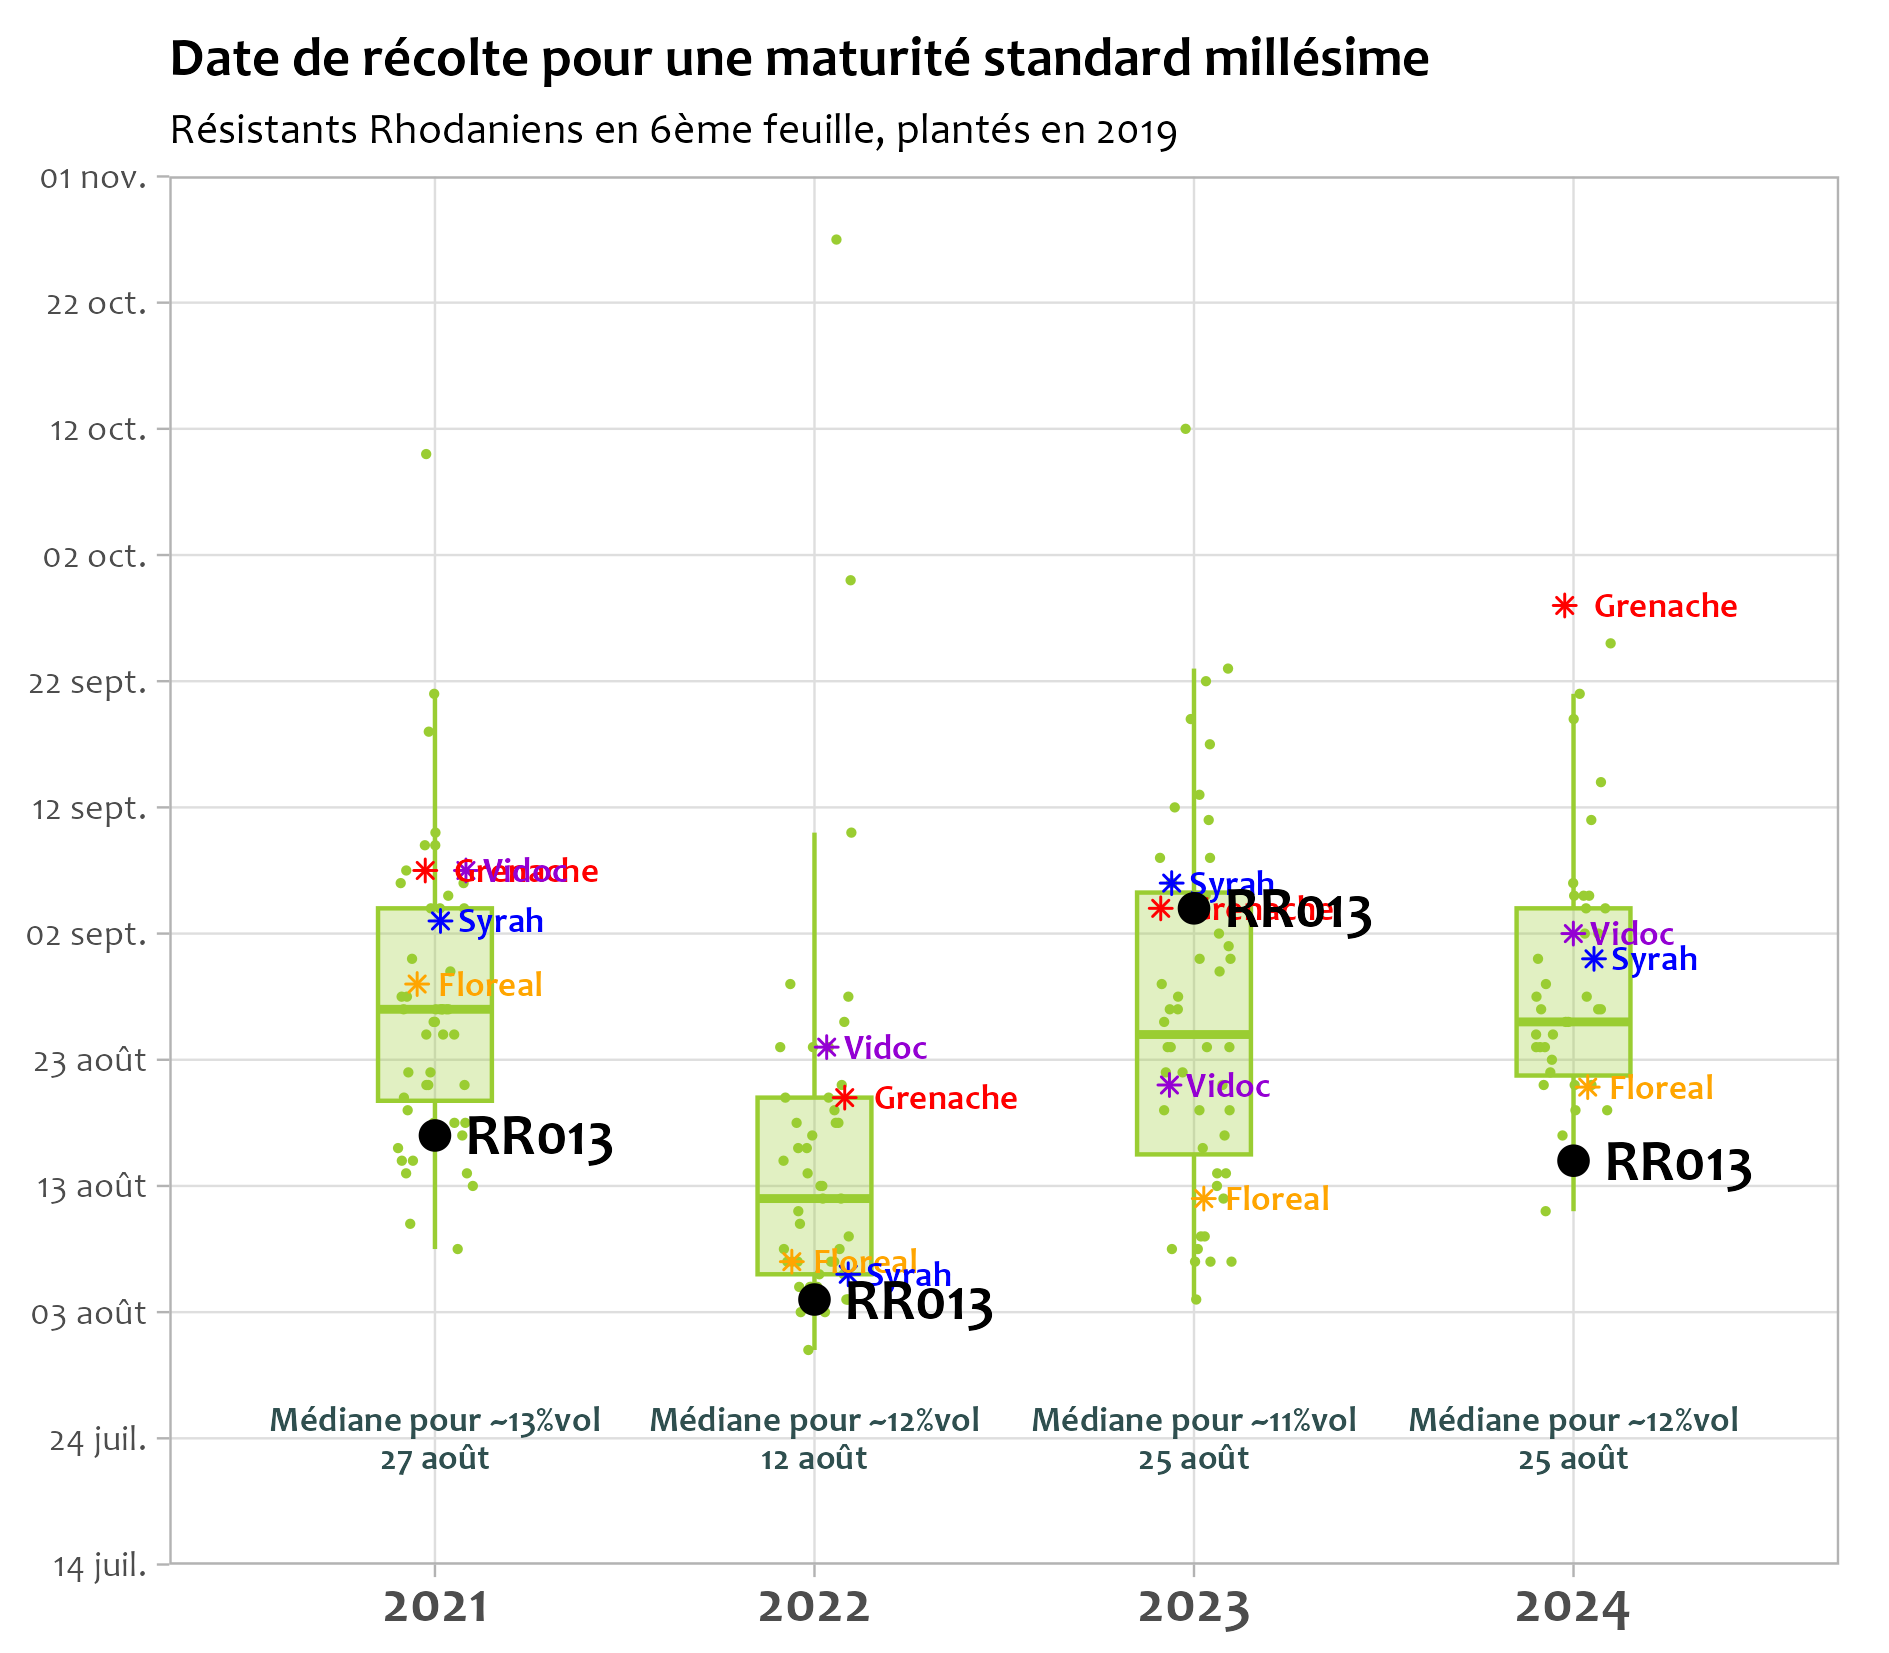 Date de récolte pour une maturité standard millésime
Résistants Rhodaniens en 6ème feuille, plantés en 2019
01 nov.
22 oct.
12 oct.
02 oct.
Grenache
22 sept.
12 sept.
Grenache
Vidoc
Syrah
Syrah
Grenache
RR013
02 sept.
Vidoc
Syrah
Floreal
23 août
Vidoc
Vidoc
Floreal
Grenache
RR013
RR013
13 août
Floreal
Floreal
Syrah
RR013
03 août
Médiane pour ~13%vol
27 août
Médiane pour ~12%vol
12 août
Médiane pour ~11%vol
25 août
Médiane pour ~12%vol
25 août
24 juil.
14 juil.
2021
2022
2023
2024